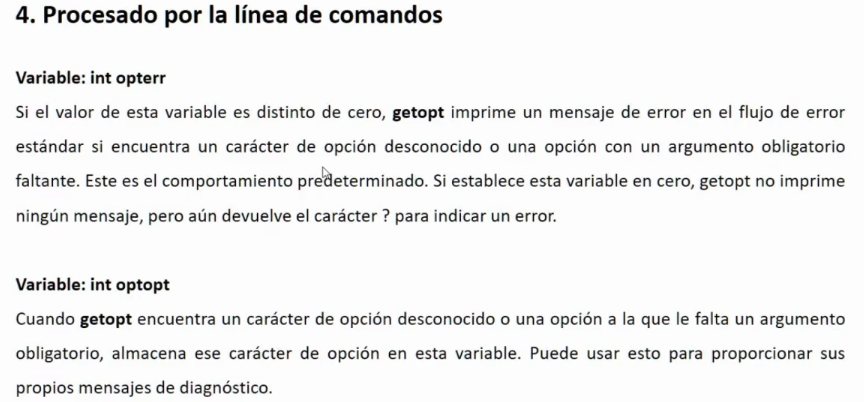 4. Procesado por la línea de comandos
Variable: int opterr
Si el valor de esta variable es distinto de cero, getopt imprime un mensaje de error en el flujo de error
estándar si encuentra un carácter de opción desconocido o una opción con un argumento obligatorio
faltante. Este es el comportamiento predeterminado. Si establece esta variable en cero, getopt no imprime
ningún mensaje, pero aún devuelve el carácter ? para indicar un error.
Variable: int optopt
Cuando getopt encuentra un carácter de opción desconocido o una opción a la que le falta un argumento
obligatorio, almacena ese carácter de opción en esta variable. Puede usar esto para proporcionar sus
propios mensajes de diagnóstico.